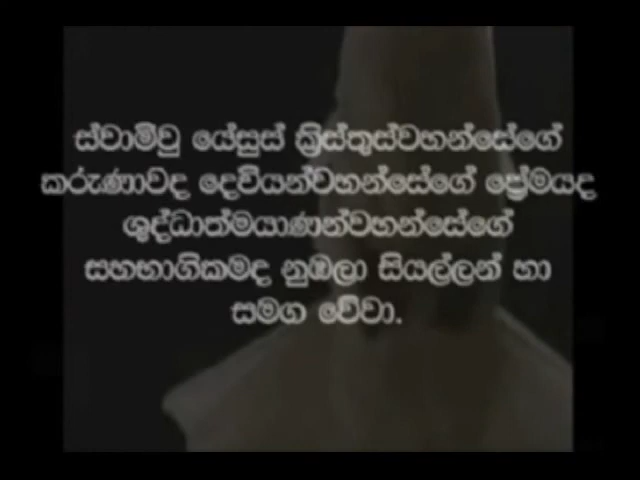 ස්වාමිවු යේසුස් ක්‍රිස්තුස්වහන්සේගේ
කරුණාවද දෙවියන්වහන්සේගේ ප්‍රේමයද
ශුද්ධාත්මයාණන්වහන්සේගේ
සහභාගිකමද නුඹලා සියල්ලන් හා
සමග වේවා.